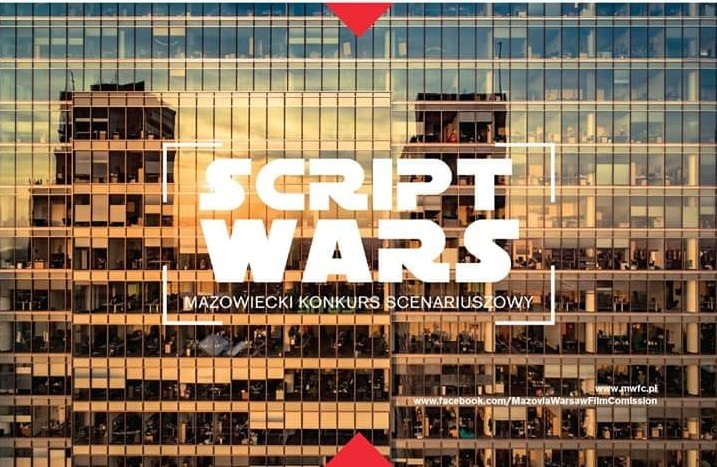 SCRIPT
WARS
MAZOWIECKI KONKURS SCENARIUSZOWY
www.mwfc.pl
www.facebook.com/MazoviaWarsawFilmComission